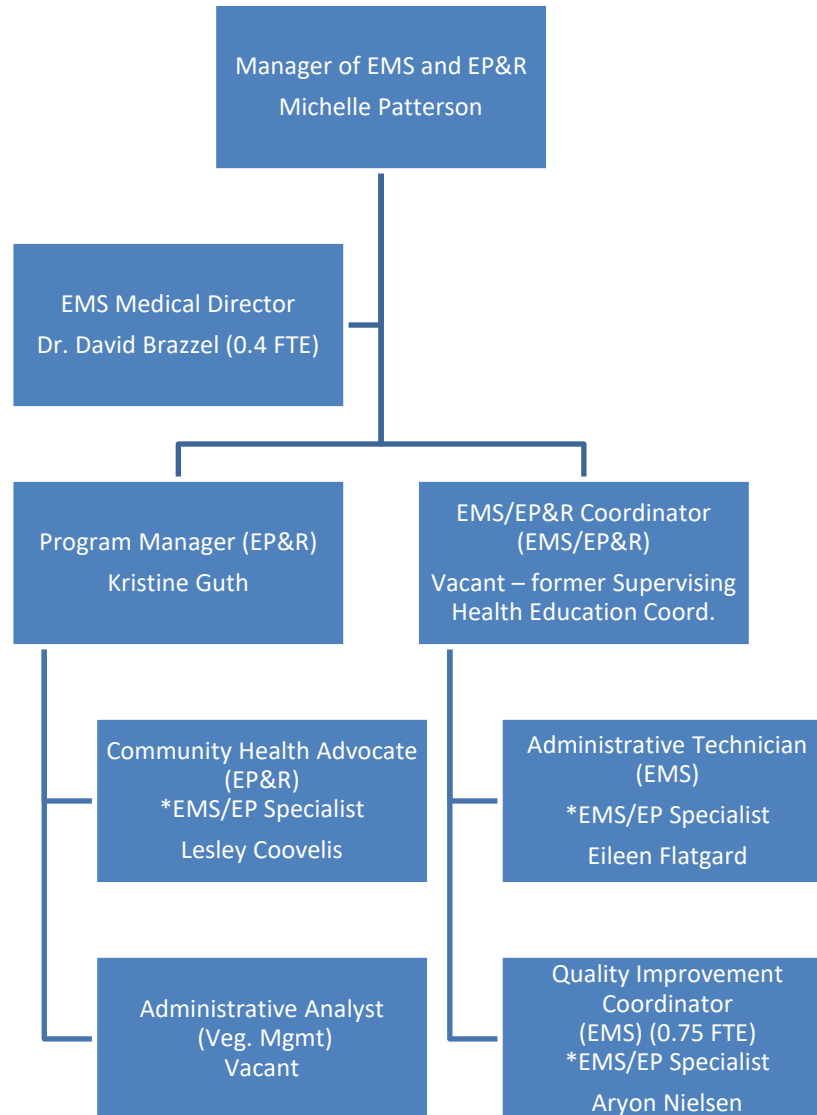 Manager of EMS and EP&R
Michelle Patterson
EMS Medical Director
Dr. David Brazzel (0.4 FTE)
Program Manager (EP&R)
Kristine Guth
EMS/EP&R Coordinator
(EMS/EP&R)
Vacant – former Supervising
Health Education Coord.
Community Health Advocate
(EP&R)
*EMS/EP Specialist
Lesley Coovelis
Administrative Analyst
(Veg. Mgmt)
Vacant
Administrative Technician
(EMS)
*EMS/EP Specialist
Eileen Flatgard
Quality Improvement
Coordinator
(EMS) (0.75 FTE)
*EMS/EP Specialist
Aryon Nielsen